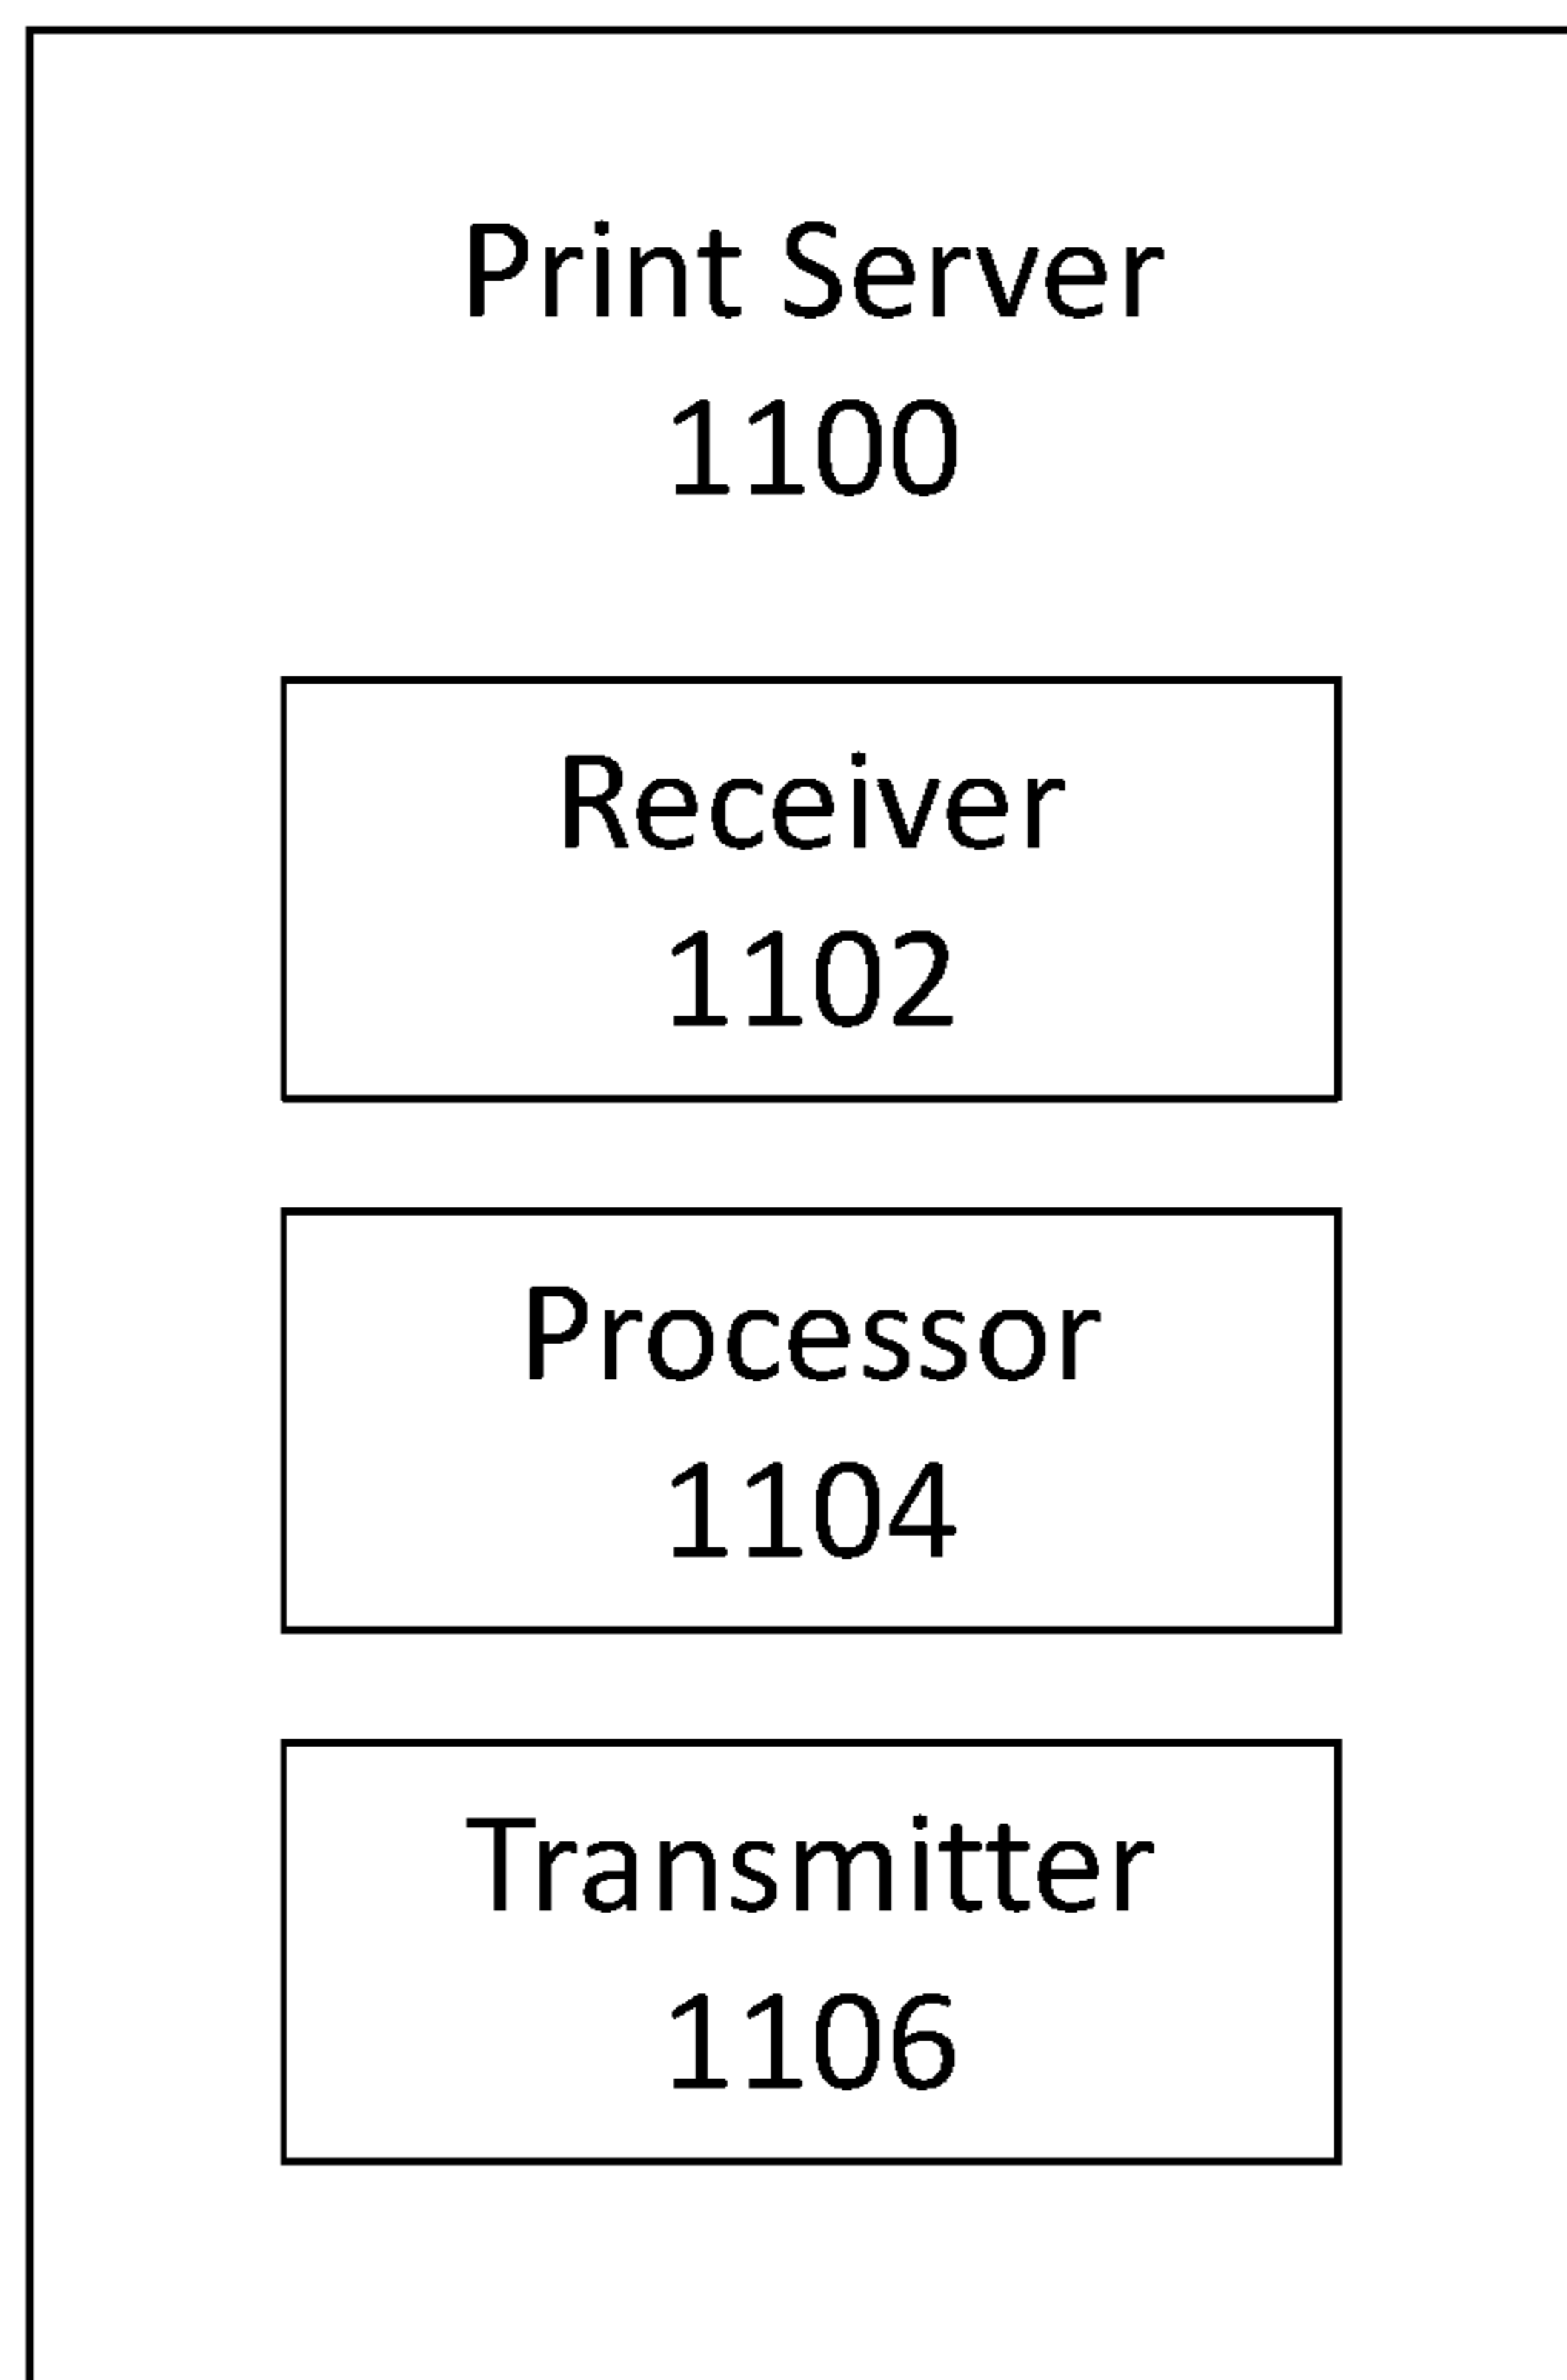 Print Server
1100
Receiver
1102
Processor
1104
Transmitter
1106